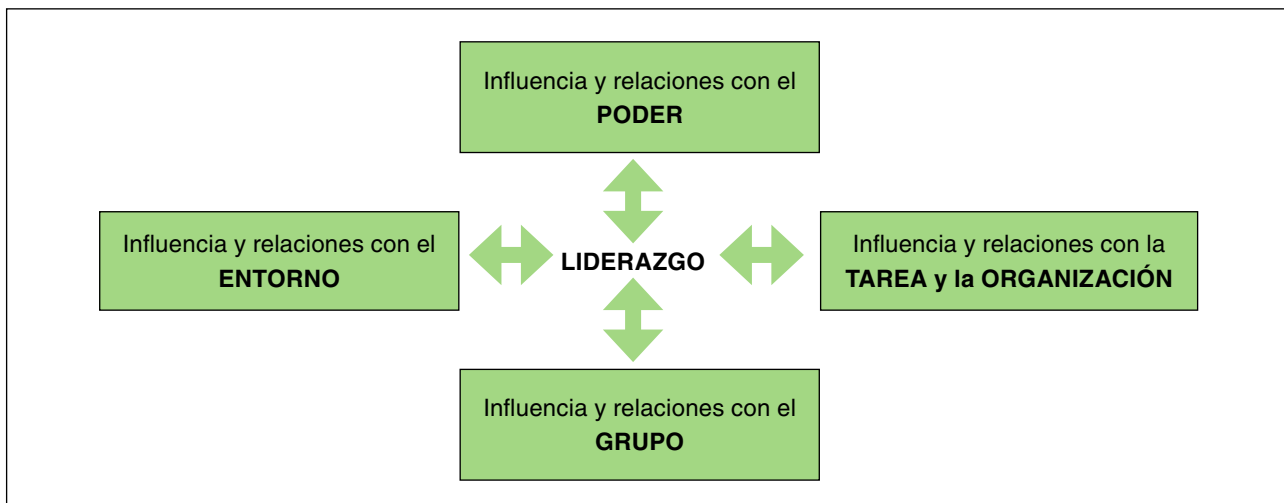 Influencia y relaciones con el
PODER
Influencia y relaciones con el
ENTORNO
LIDERAZGO
Influencia y relaciones con la
TAREA y la ORGANIZACIÓN
Influencia y relaciones con el
GRUPO